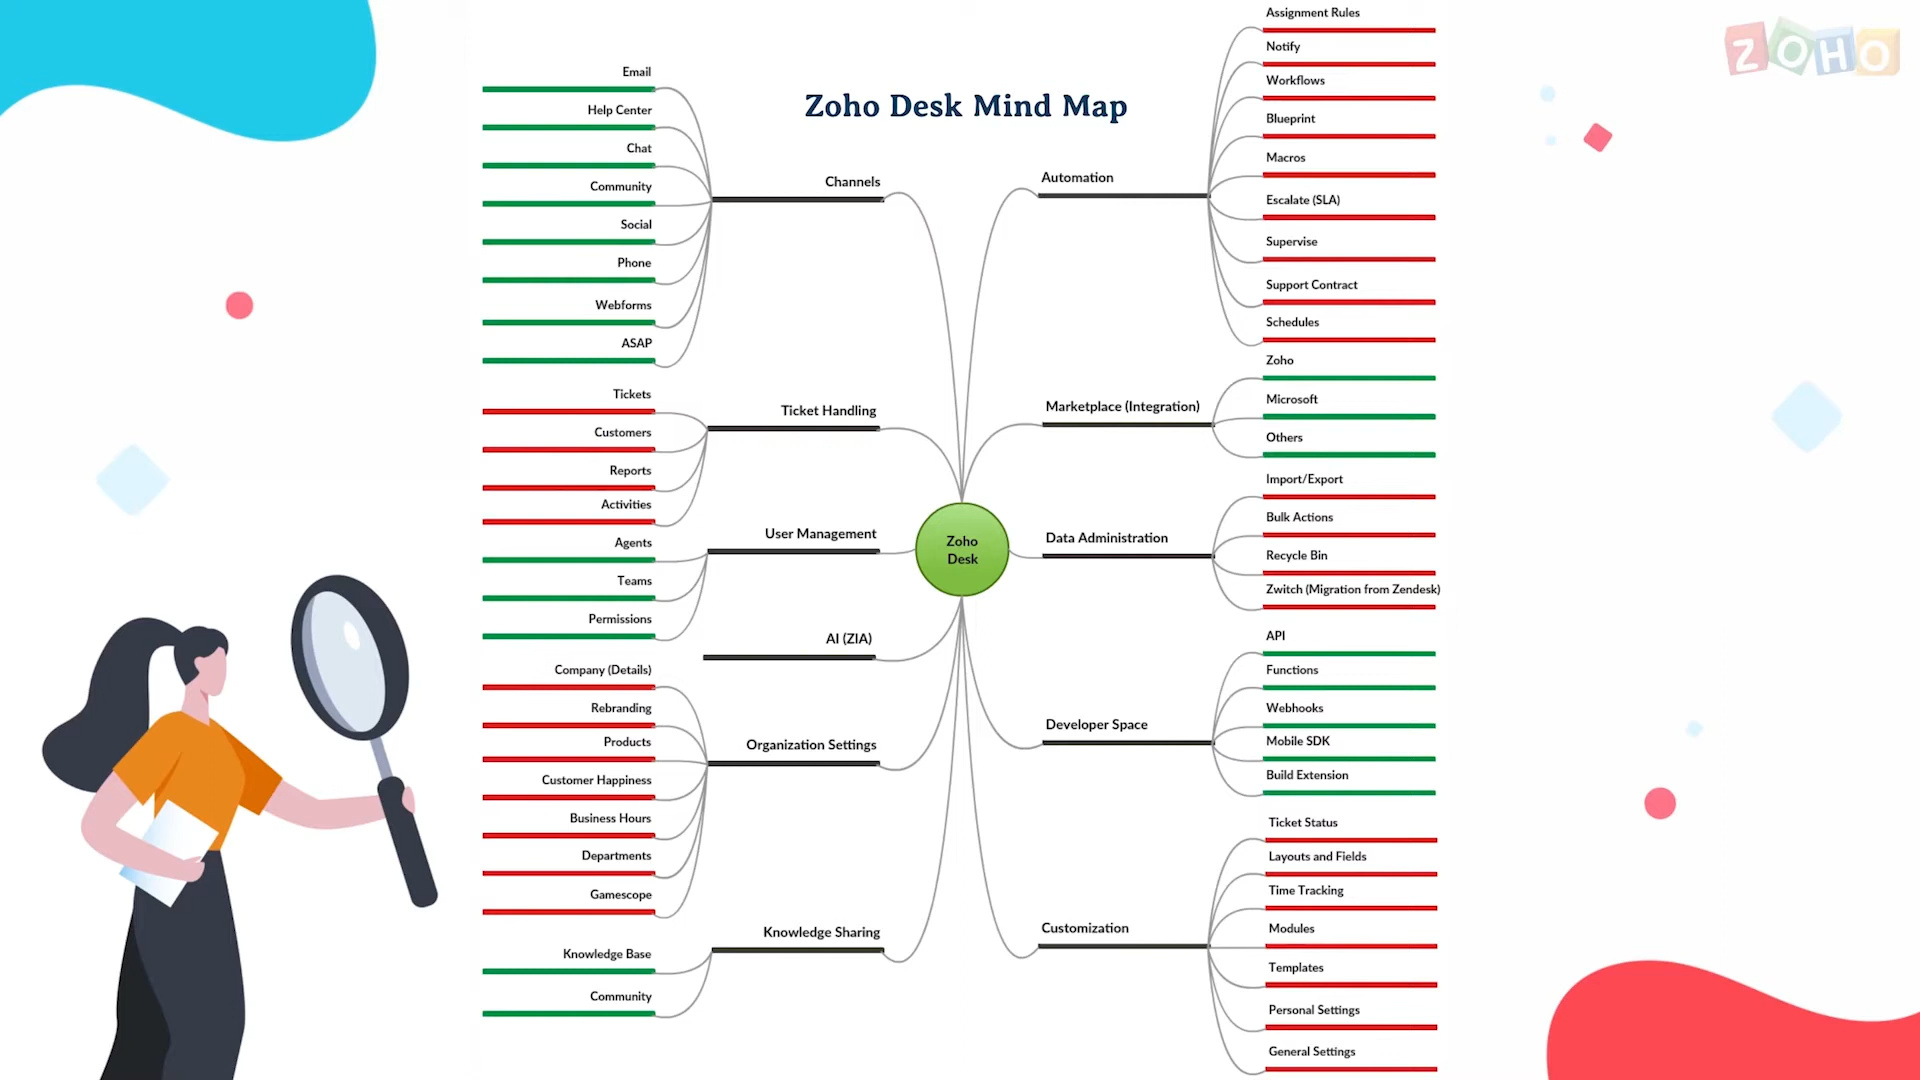 ZOHO
Zoho Desk Mind Map
Email
Help Center
Chat
Community
Social
Phone
Webforms
ASAP
Channels
Tickets
Customers
Reports
Activities
Ticket Handling
Agents
Teams
Permissions
User Management
AI (ZIA)
Company (Details)
Rebranding
Products
Customer Happiness
Business Hours
Departments
Gamescope
Organization Settings
Knowledge Base
Community
Knowledge Sharing
Zoho
Desk
Automation
Assignment Rules
Notify
Workflows
Blueprint
Macros
Escalate (SLA)
Supervise
Support Contract
Schedules
Marketplace (Integration)
Zoho
Microsoft
Others
Data Administration
Import/Export
Bulk Actions
Recycle Bin
Zwitch (Migration from Zendesk)
Developer Space
API
Functions
Webhooks
Mobile SDK
Build Extension
Customization
Ticket Status
Layouts and Fields
Time Tracking
Modules
Templates
Personal Settings
General Settings